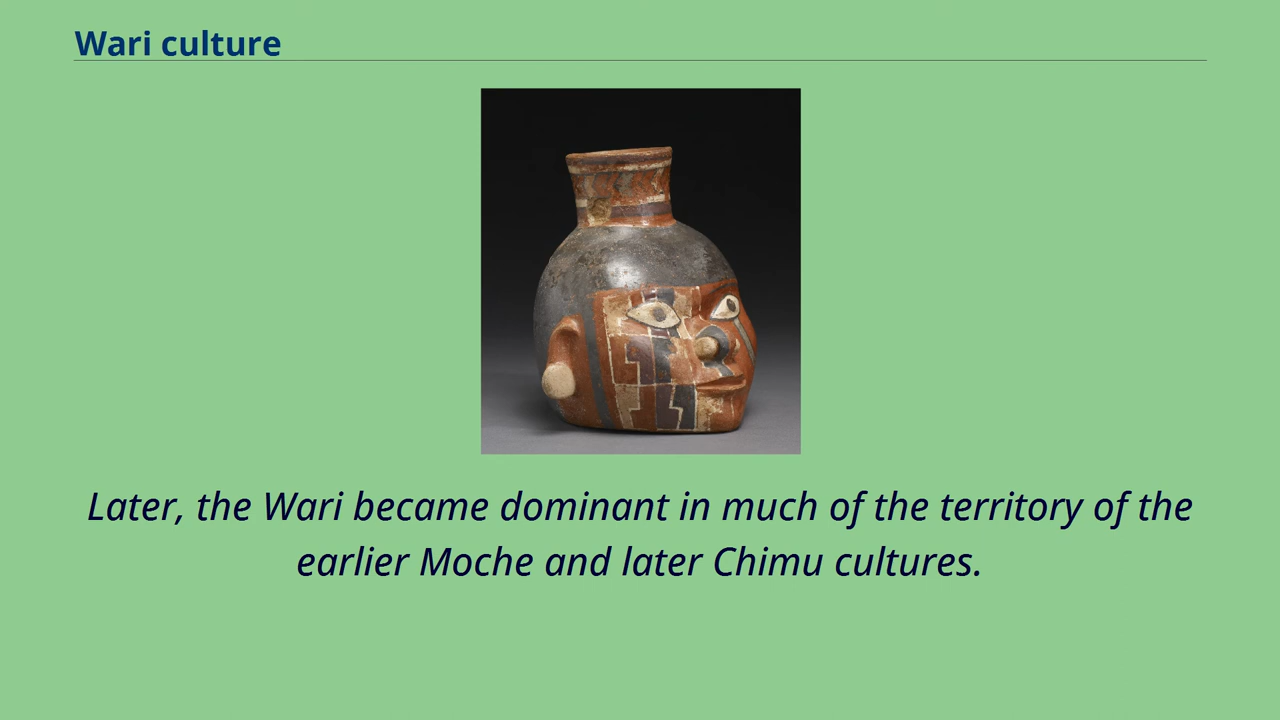 Wari culture
Later, the Wari became dominant in much of the territory of the
earlier Moche and later Chimu cultures.